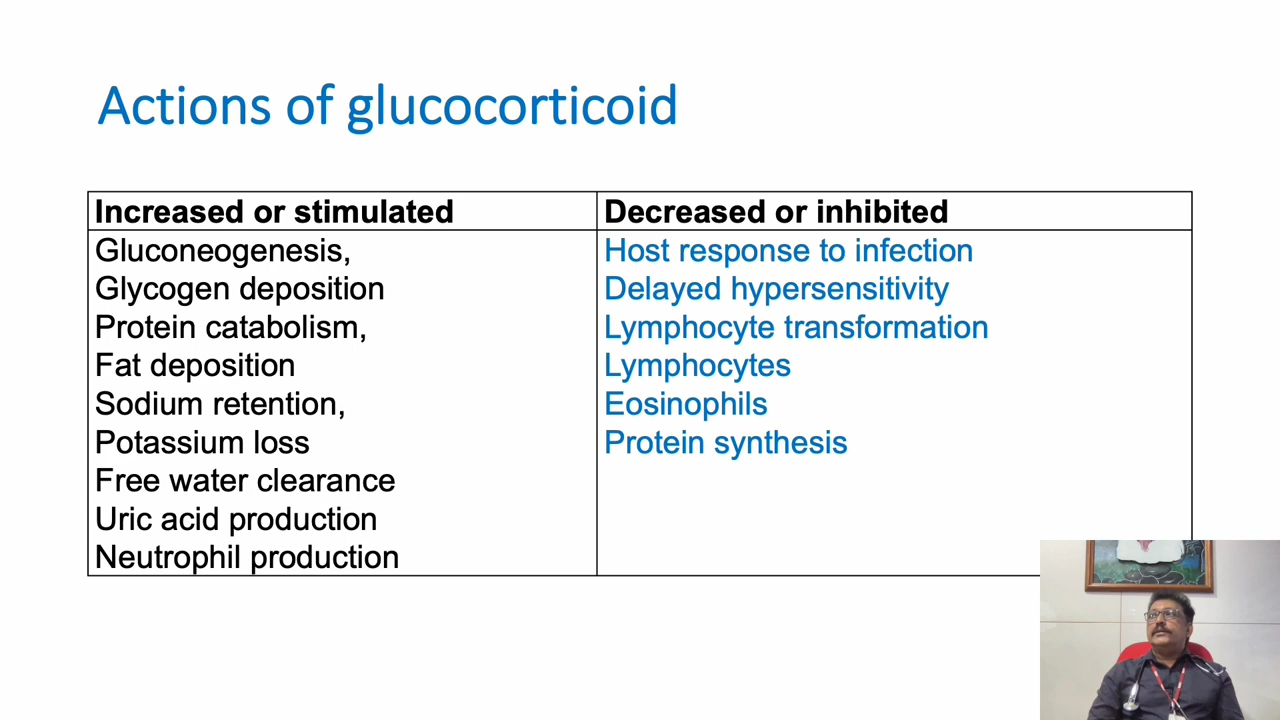 Actions of glucocorticoid
Increased or stimulated
Gluconeogenesis,
Glycogen deposition
Protein catabolism,
Fat deposition
Sodium retention,
Potassium loss
Free water clearance
Uric acid production
Neutrophil production
Decreased or inhibited
Host response to infection
Delayed hypersensitivity
Lymphocyte transformation
Lymphocytes
Eosinophils
Protein synthesis